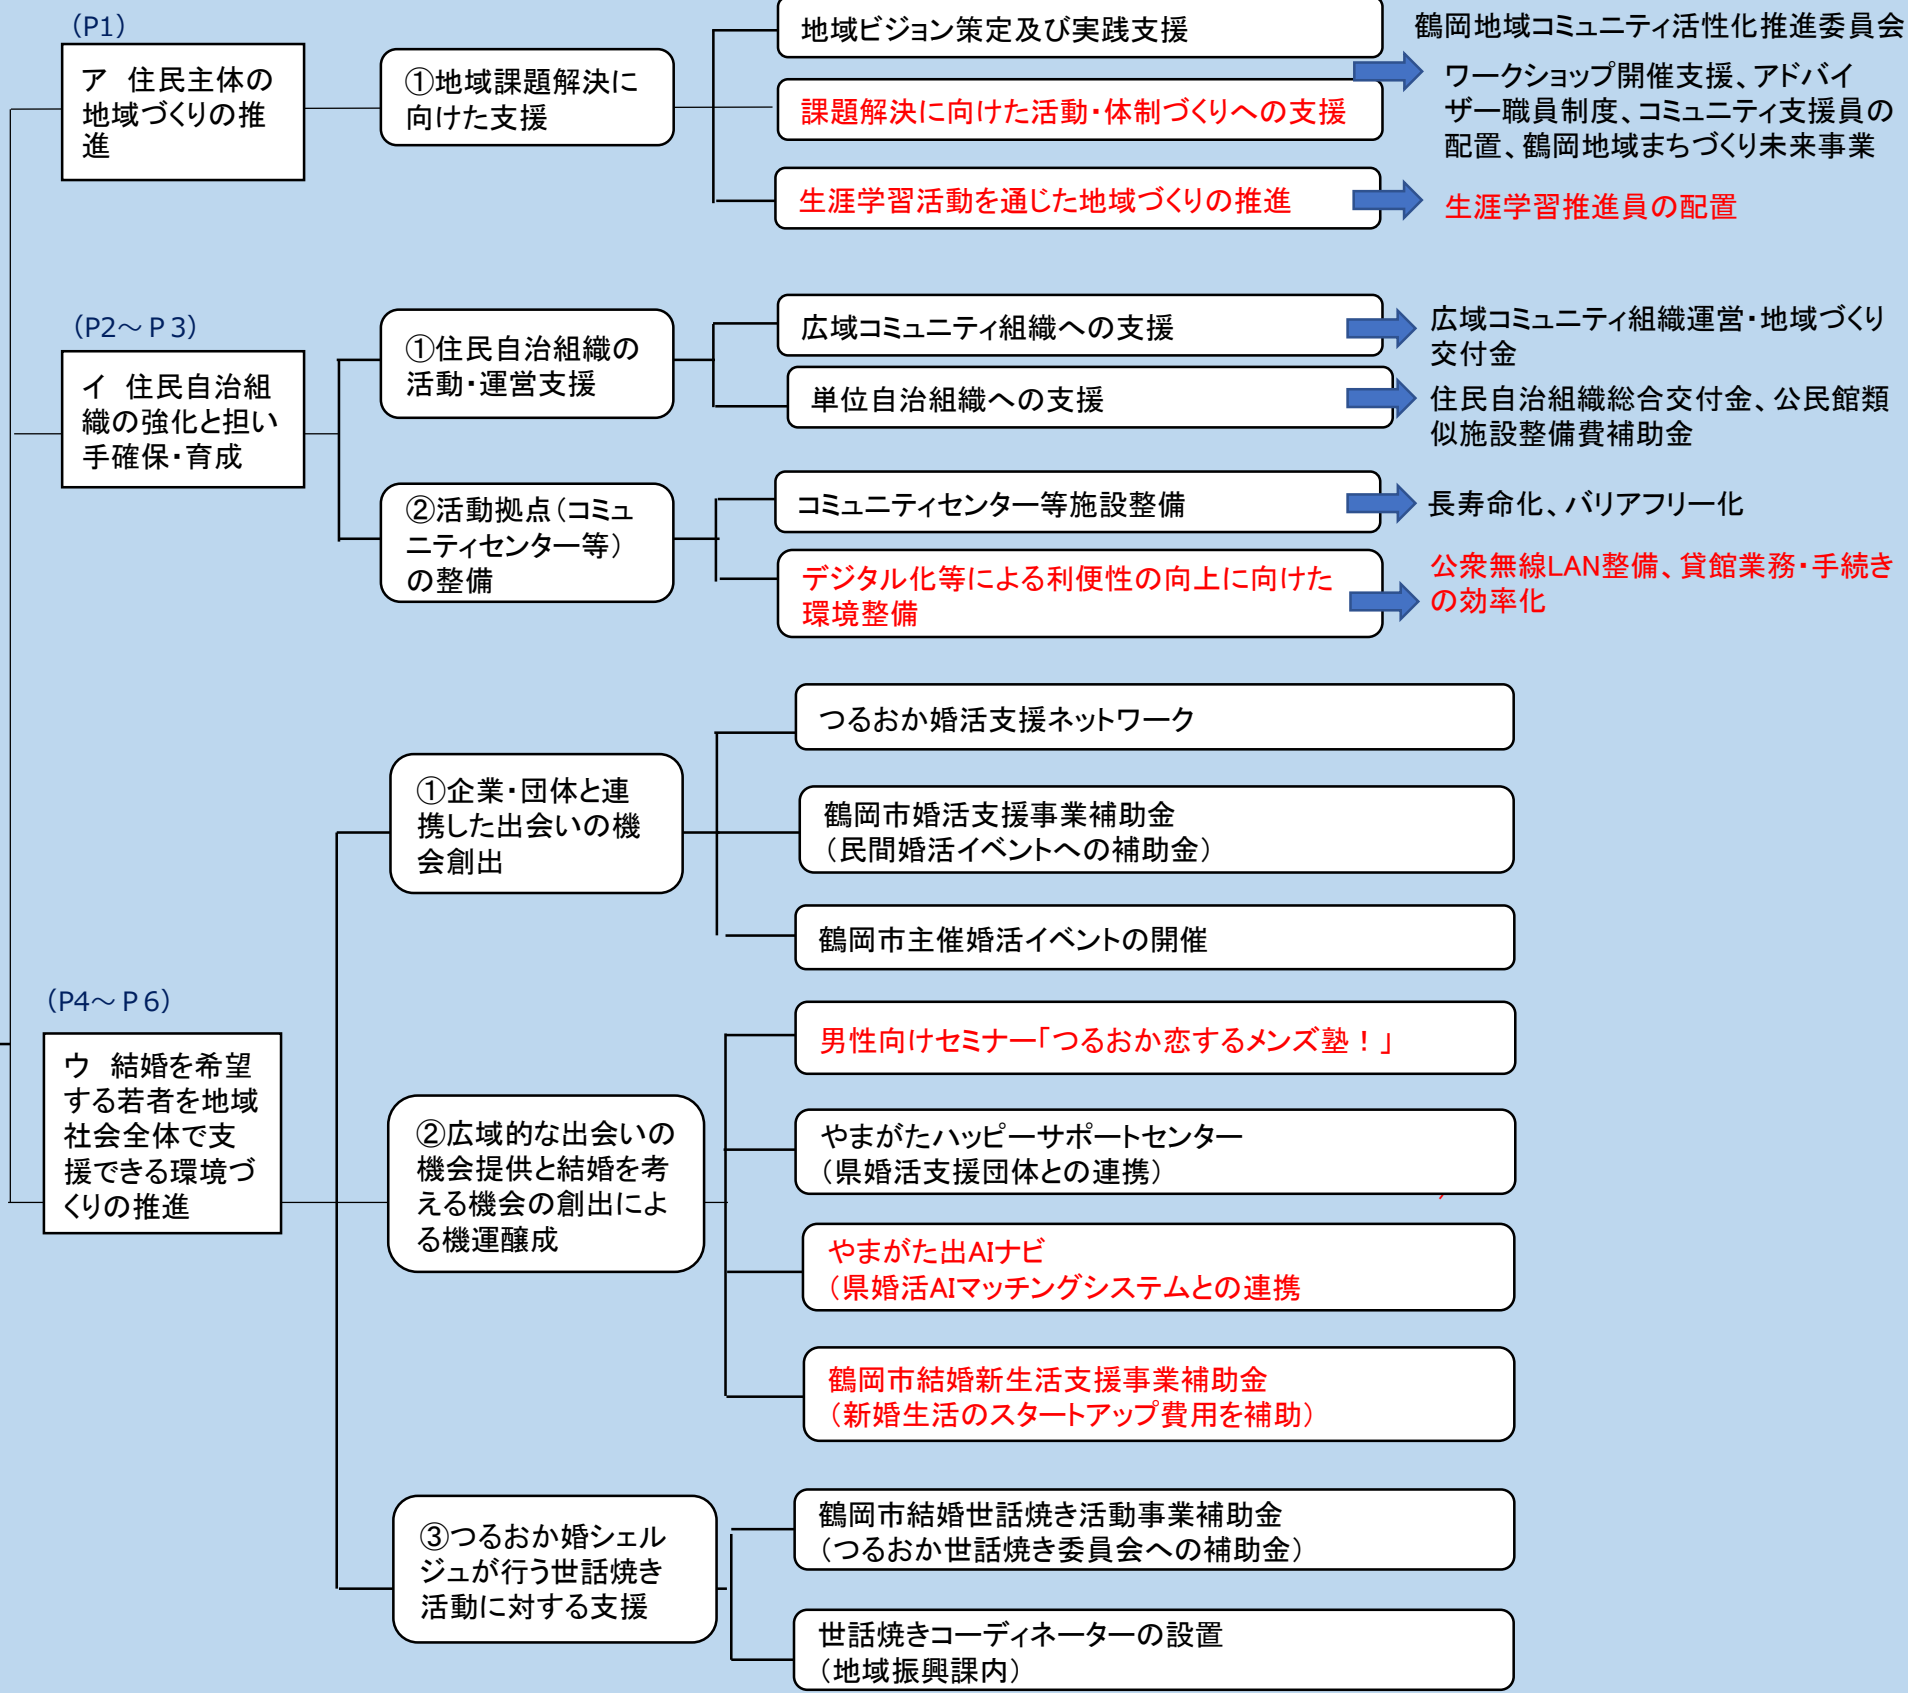 （P1）
ア　住民主体の
地域づくりの推
進
①地域課題解決に
向けた支援
地域ビジョン策定及び実践支援
課題解決に向けた活動・体制づくりへの支援
生涯学習活動を通じた地域づくりの推進
鶴岡地域コミュニティ活性化推進委員会
ワークショップ開催支援、アドバイ
ザー職員制度、コミュニティ支援員の
配置、鶴岡地域まちづくり未来事業
生涯学習推進員の配置
（P2～Ｐ3）
イ　住民自治組
織の強化と担い
手確保・育成
①住民自治組織の
活動・運営支援
広域コミュニティ組織への支援
広域コミュニティ組織運営・地域づくり
交付金
単位自治組織への支援
住民自治組織総合交付金、公民館類
似施設整備費補助金
②活動拠点（コミュ
ニティセンター等）
の整備
コミュニティセンター等施設整備
長寿命化、バリアフリー化
デジタル化等による利便性の向上に向けた
環境整備
公衆無線LAN整備、貸館業務・手続き
の効率化
（P4～Ｐ6）
ウ　結婚を希望
する若者を地域
社会全体で支
援できる環境づ
くりの推進
①企業・団体と連
携した出会いの機
会創出
つるおか婚活支援ネットワーク
鶴岡市婚活支援事業補助金
（民間婚活イベントへの補助金）
鶴岡市主催婚活イベントの開催
②広域的な出会いの
機会提供と結婚を考
える機会の創出によ
る機運醸成
男性向けセミナー「つるおか恋するメンズ塾！」
やまがたハッピーサポートセンター
（県婚活支援団体との連携）
やまがた出AIナビ
（県婚活AIマッチングシステムとの連携
鶴岡市結婚新生活支援事業補助金
（新婚生活のスタートアップ費用を補助）
③つるおか婚シェル
ジュが行う世話焼き
活動に対する支援
鶴岡市結婚世話焼き活動事業補助金
（つるおか世話焼き委員会への補助金）
世話焼きコーディネーターの設置
（地域振興課内）